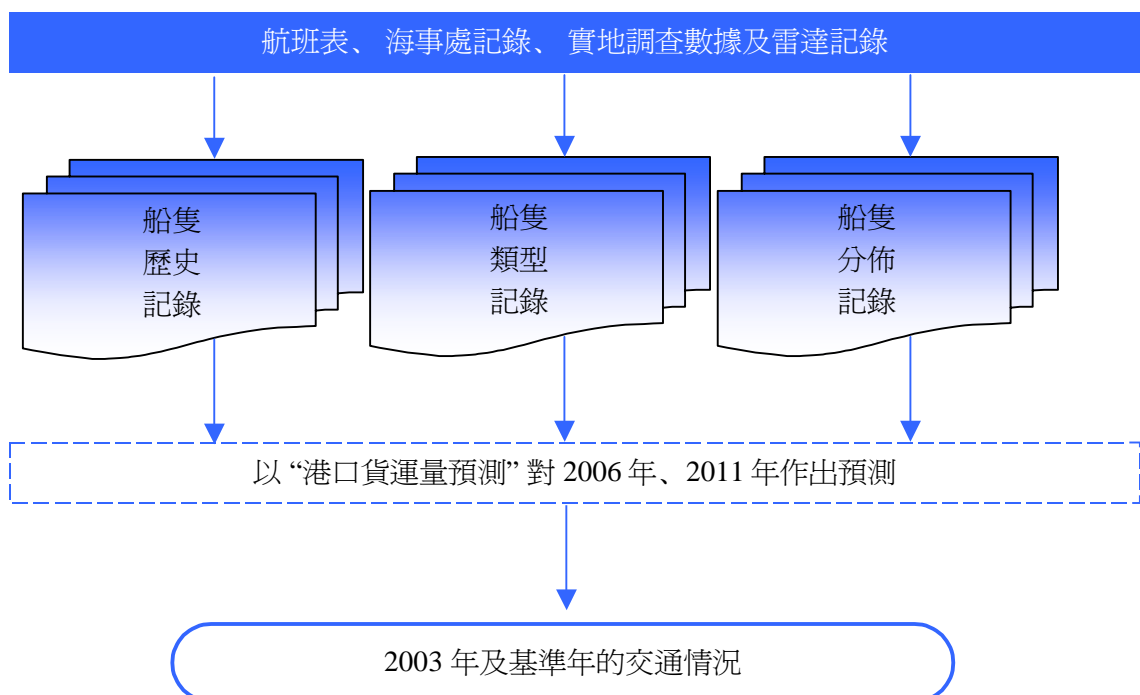 航班表、 海事處記錄、 實地調查數據及雷達記錄
船隻
歷史
記錄
船隻
類型
記錄
船隻
分佈
記錄
以 “港口貨運量預測” 對 2006 年、2011 年作出預測
2003 年及基準年的交通情況